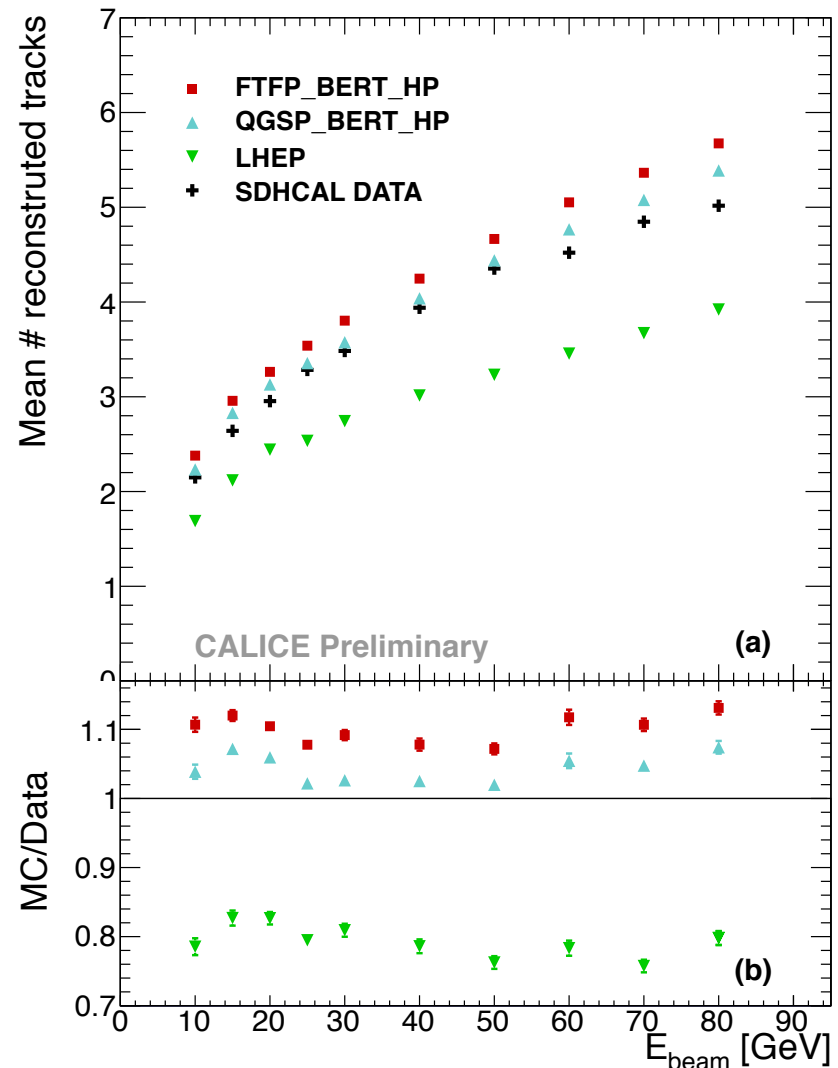 Mean # reconstruted tracks
7
6
5
4
3
2
1
0
FTFP_BERT_HP
QGSP_BERT_HP
LHEP
SDHCAL DATA
CALICE Preliminary
(a)
MC/Data
1.1
1
0.9
0.8
0.7
(b)
0 10 20 30 40 50 60 70 80 90
E_beam [GeV]